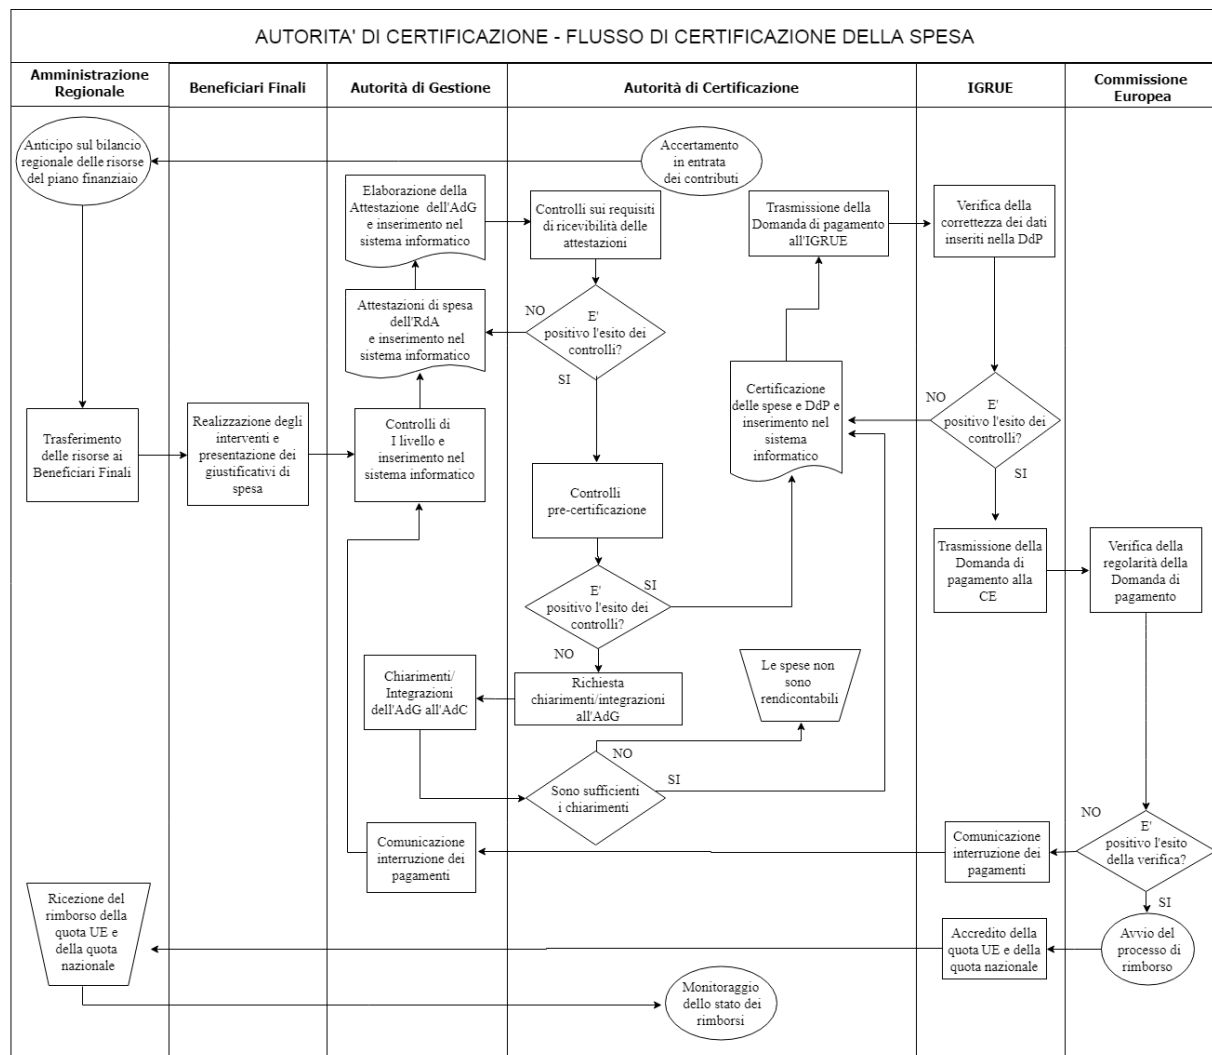 AUTORITA' DI CERTIFICAZIONE - FLUSSO DI CERTIFICAZIONE DELLA SPESA
Amministrazione
Regionale
Beneficiari Finali
Autorità di Gestione
Autorità di Certificazione
IGRUE
Commissione
Europea
Anticipo sul bilancio
regionale delle risorse
del piano finanziaio
Accertamento
in entrata
dei contributi
Elaborazione della
Attestazione dell'AdG
e inserimento nel
sistema informatico
Controlli sui requisiti
di ricevibilità delle
attestazioni
Trasmissione della
Domanda di pagamento
all'IGRUE
Verifica della
correttezza dei dati
inseriti nella DdP
Attestazioni di spesa
dell'RdA
e inserimento nel
sistema informatico
NO
E'
positivo l'esito dei
controlli?
SI
Certificazione
delle spese e DdP e
inserimento nel
sistema
informatico
NO
E'
positivo l'esito dei
controlli?
SI
Trasferimento
delle risorse ai
Beneficiari Finali
Realizzazione degli
interventi e
presentazione dei
giustificativi di
spesa
Controlli di
I livello e
inserimento nel
sistema informatico
Controlli
pre-certificazione
Trasmissione della
Domanda di
pagamento alla
CE
Verifica della
regolarità della
Domanda di
pagamento
E'
positivo l'esito dei
controlli?
SI
NO
Chiarimenti/
Integrazioni
dell'AdG all'AdC
Richiesta
chiarimenti/integrazioni
all'AdG
Le spese non
sono
rendicontabili
NO
Sono sufficienti
i chiarimenti
SI
Comunicazione
interruzione dei
pagamenti
Comunicazione
interruzione dei
pagamenti
NO
E'
positivo l'esito
della verifica?
SI
Ricezione del
rimborso della
quota UE e
della quota
nazionale
Accredito della
quota UE e della
quota nazionale
Avvio del
processo di
rimborso
Monitoraggio
dello stato dei
rimborsi